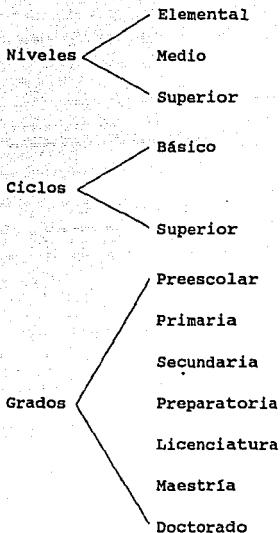 Elemental
Niveles Medio
Superior
Básico
Ciclos
Superior
Preescolar
Primaria
Secundaria
Grados Preparatoria
Licenciatura
Maestría
Doctorado